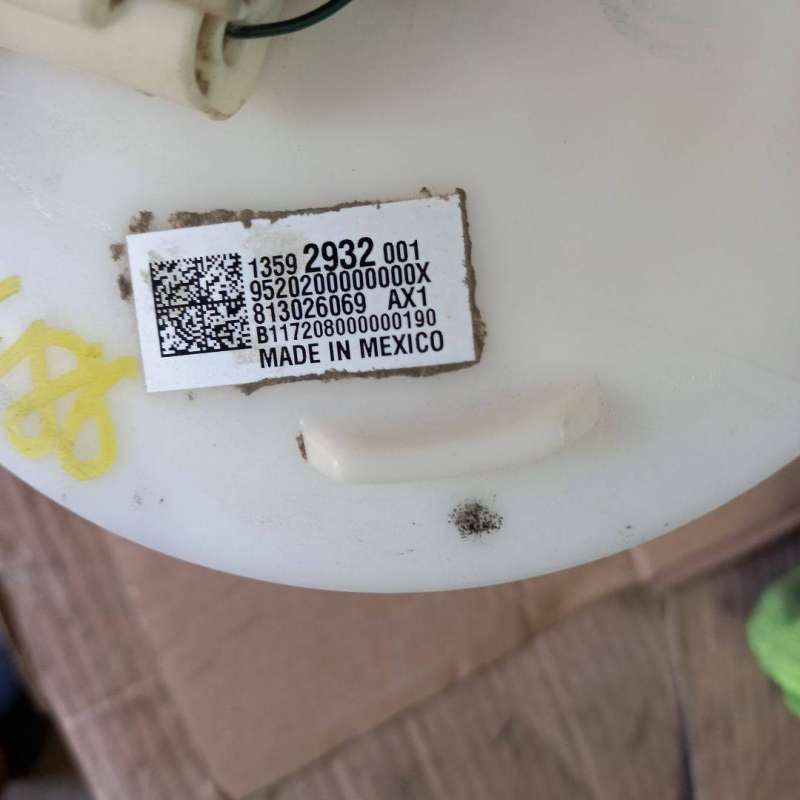 1359 2932 001
9520200000000X
813026069 AX1
B117208000000190
MADE IN MEXICO